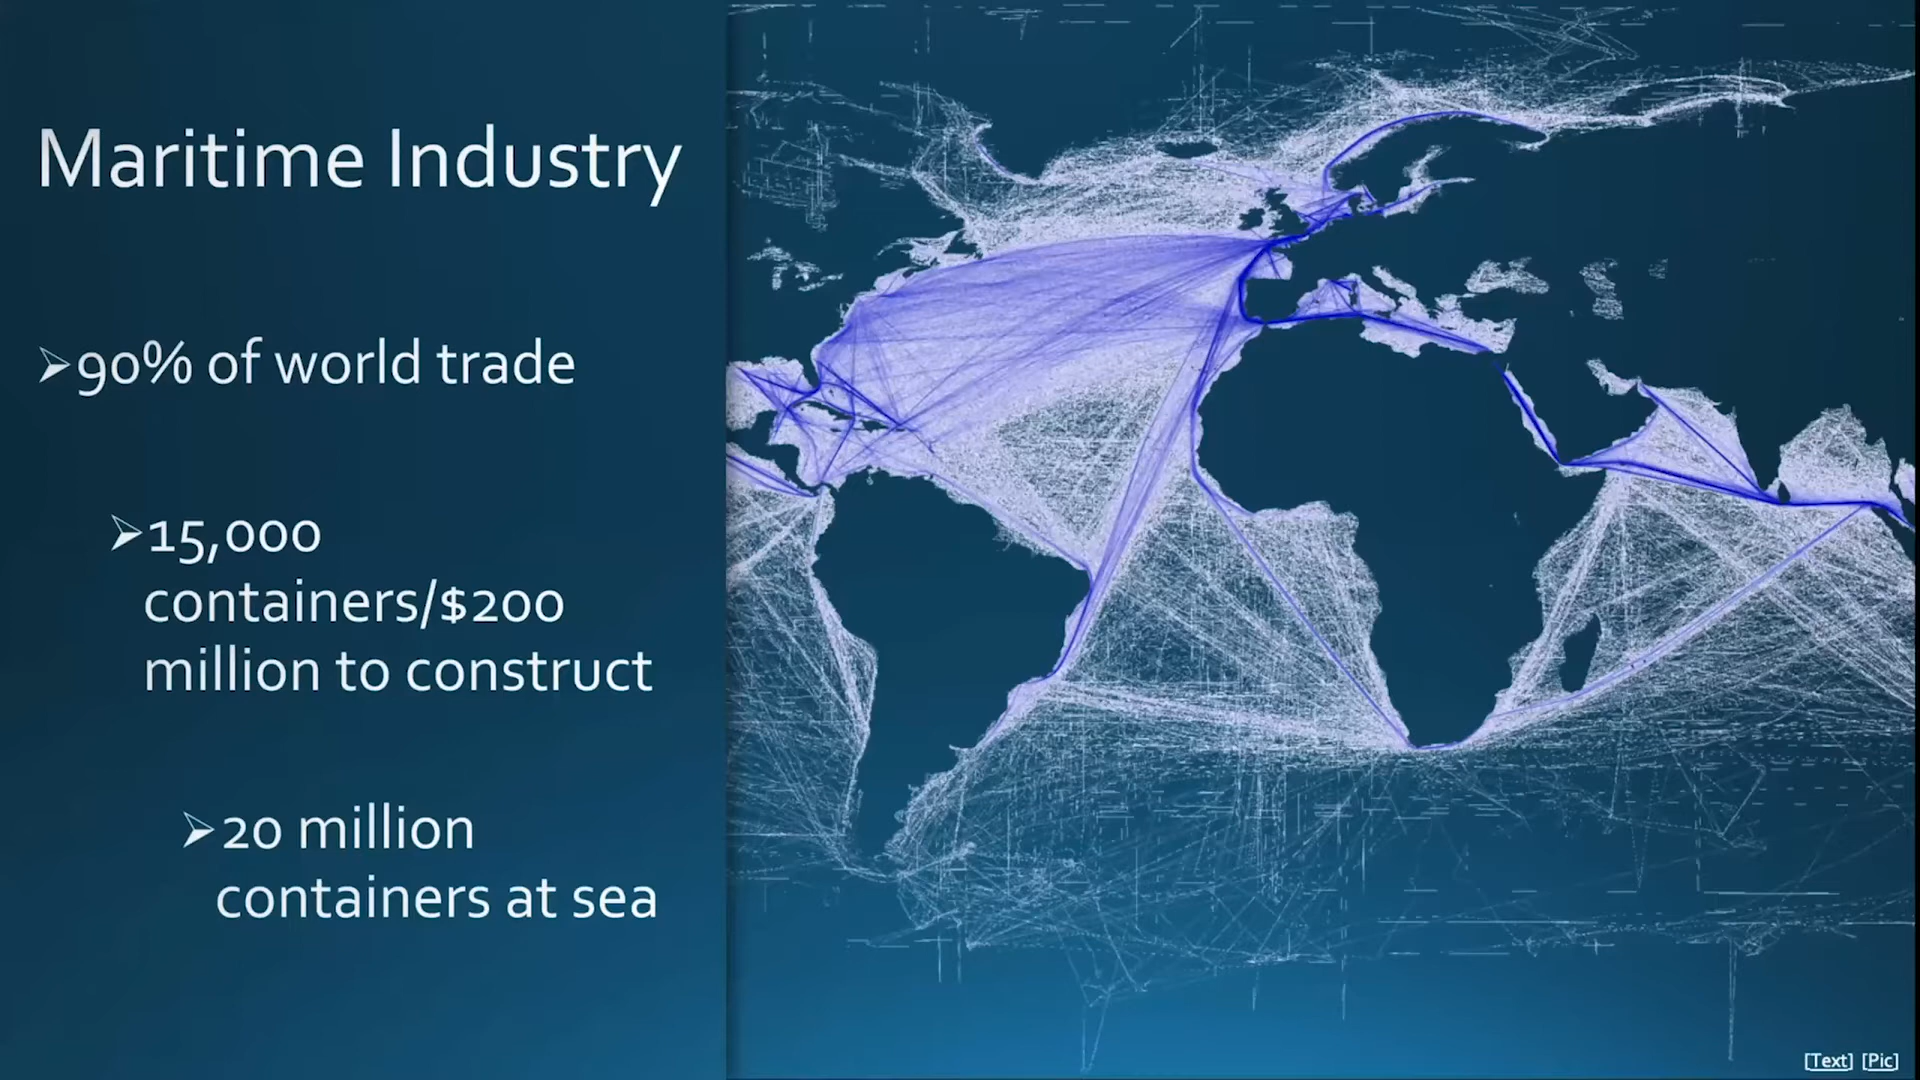 Maritime Industry
➢90% of world trade
➢15,000
containers/$200
million to construct
➢20 million
containers at sea
[Text] [Pic]